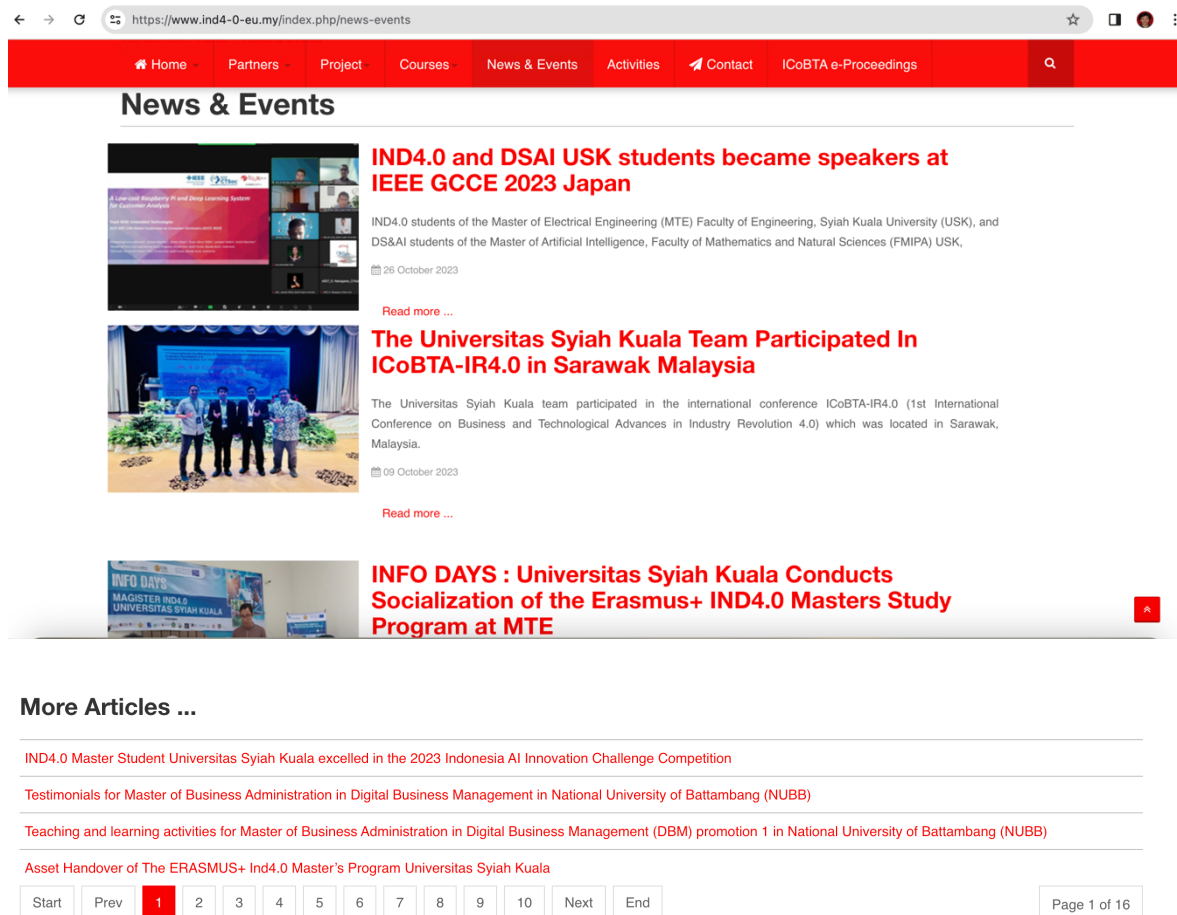 https://www.ind4-0-eu.my/index.php/news-events
Home Partners Project Courses News & Events Activities Contact ICoBTA e-Proceedings
News & Events
IND4.0 and DSAI USK students became speakers at
IEEE GCCE 2023 Japan
A Low-cost Raspberry Pi and Deep Learning System
for Customer Analysis
IND4.0 students of the Master of Electrical Engineering (MTE) Faculty of Engineering, Syiah Kuala University (USK), and
DS&AI students of the Master of Artificial Intelligence, Faculty of Mathematics and Natural Sciences (FMIPA) USK,
26 October 2023
Read more ...
The Universitas Syiah Kuala Team Participated In
ICoBTA-IR4.0 in Sarawak Malaysia
The Universitas Syiah Kuala team participated in the international conference ICoBTA-IR4.0 (1st International
Conference on Business and Technological Advances in Industry Revolution 4.0) which was located in Sarawak,
Malaysia.
09 October 2023
Read more ...
INFO DAYS
MAGISTER IND4.0
UNIVERSITAS SYIAH KUALA
INFO DAYS : Universitas Syiah Kuala Conducts
Socialization of the Erasmus+ IND4.0 Masters Study
Program at MTE
More Articles ...
IND4.0 Master Student Universitas Syiah Kuala excelled in the 2023 Indonesia AI Innovation Challenge Competition
Testimonials for Master of Business Administration in Digital Business Management in National University of Battambang (NUBB)
Teaching and learning activities for Master of Business Administration in Digital Business Management (DBM) promotion 1 in National University of Battambang (NUBB)
Asset Handover of The ERASMUS+ Ind4.0 Master's Program Universitas Syiah Kuala
Start Prev 1 2 3 4 5 6 7 8 9 10 Next End Page 1 of 16